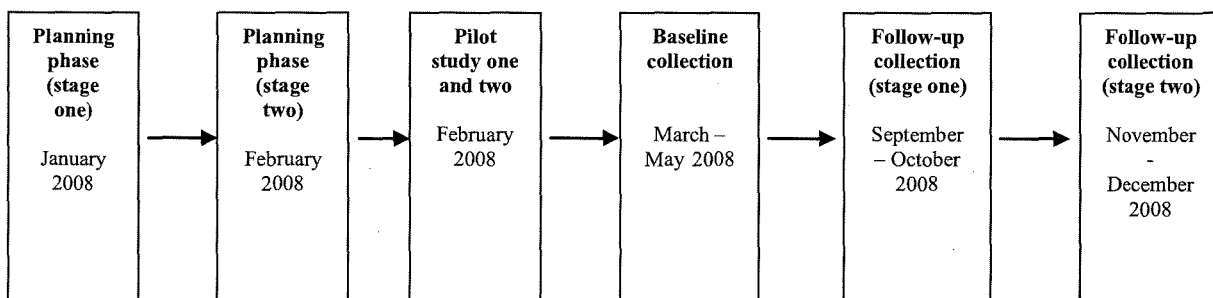 Planning
phase
(stage
one)
January
2008
Planning
phase
(stage
two)
February
2008
Pilot
study one
and two
February
2008
Baseline
collection
March –
May 2008
Follow-up
collection
(stage one)
September
– October
2008
Follow-up
collection
(stage two)
November
-
December
2008